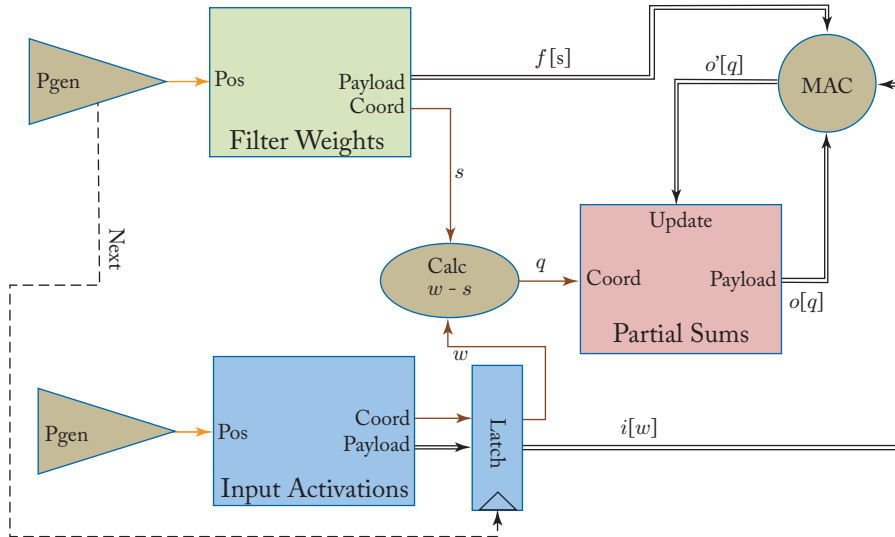 f[s]
o'[q]
Pgen
Pos
Payload
Coord
MAC
Filter Weights
s
Next
Update
Calc
w - s
q
Coord
Payload
o[q]
Partial Sums
w
Pgen
Pos
Coord
Payload
Latch
i[w]
Input Activations